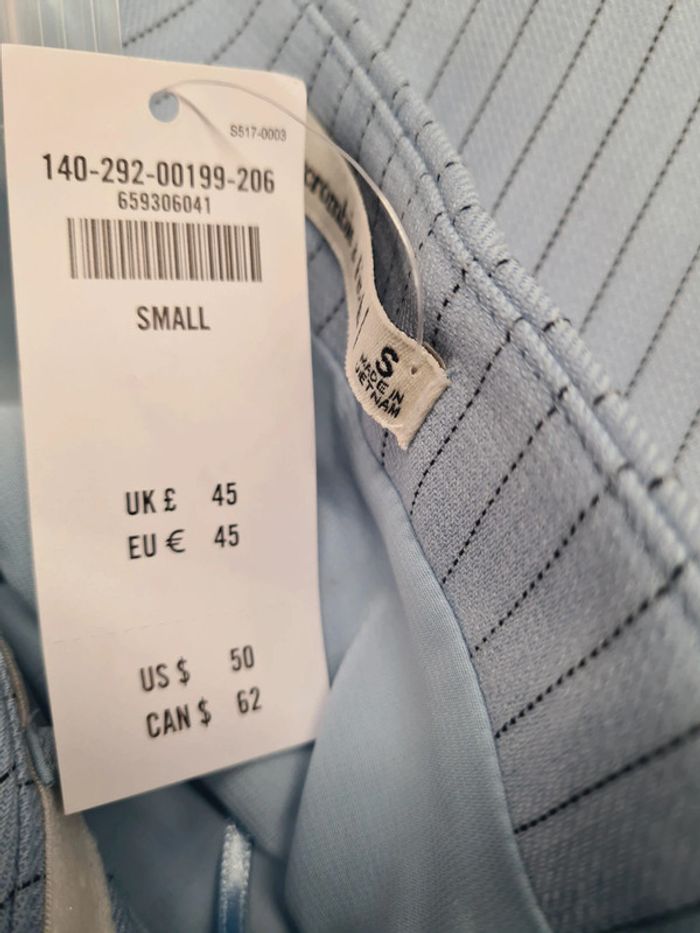 S517-0003
140-292-00199-206
659306041
SMALL
UK £ 45
EU € 45
US $ 50
CAN $ 62
S
MADE IN
VIETNAM